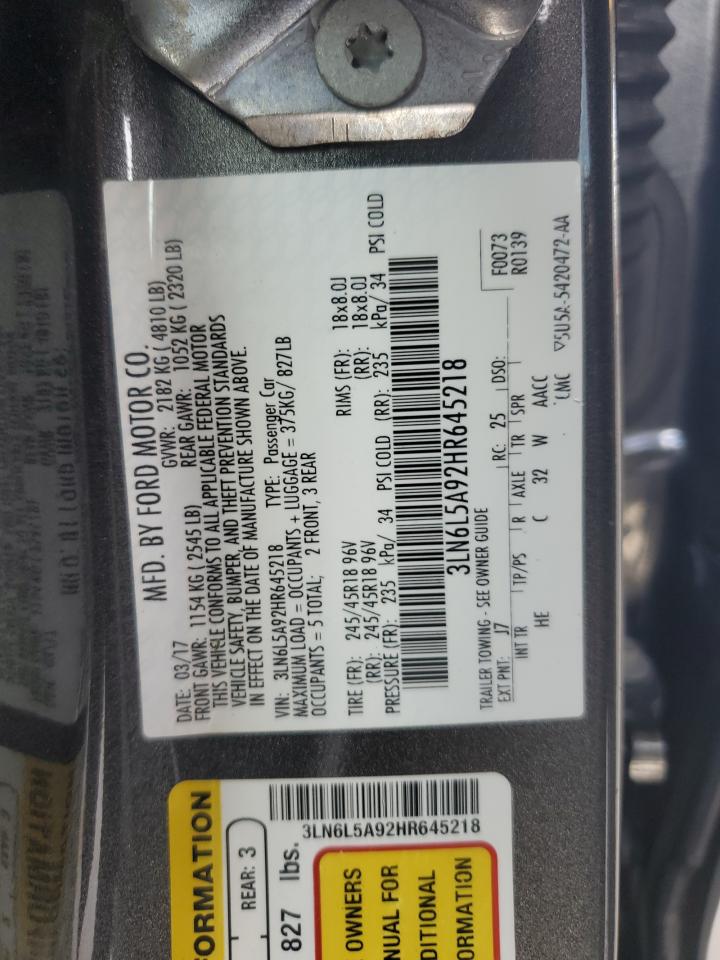 MFD. BY FORD MOTOR CO.
DATE: 03/17 GVWR: 2182 KG ( 4810 LB)
FRONT GAWR: 1154 KG ( 2545 LB) REAR GAWR: 1052 KG ( 2320 LB)
THIS VEHICLE CONFORMS TO ALL APPLICABLE FEDERAL MOTOR
VEHICLE SAFETY, BUMPER, AND THEFT PREVENTION STANDARDS
IN EFFECT ON THE DATE OF MANUFACTURE SHOWN ABOVE.
VIN: 3LN6L5A92HR645218 TYPE: Passenger Car
MAXIMUM LOAD = OCCUPANTS + LUGGAGE = 375KG/ 827LB
OCCUPANTS = 5 TOTAL; 2 FRONT, 3 REAR
TIRE (FR): 245/45R18 96V RIMS (FR): 18x8.0J
(RR): 245/45R18 96V (RR): 18x8.0J
PRESSURE (FR): 235 kPa/ 34 PSI COLD (RR): 235 kPa/ 34 PSI COLD
3LN6L5A92HR645218
TRAILER TOWING - SEE OWNER GUIDE
F0073
EXT PNT: J7 RC: 25 DSO: R0139
INT TR TP/PS R AXLE TR SPR
HE C 32 W AACC
CMC ▽5U5A-5420472-AA
FORMATION
REAR: 3
827 lbs.
3LN6L5A92HR645218
OWNERS
NUAL FOR
DITIONAL
ORMATION